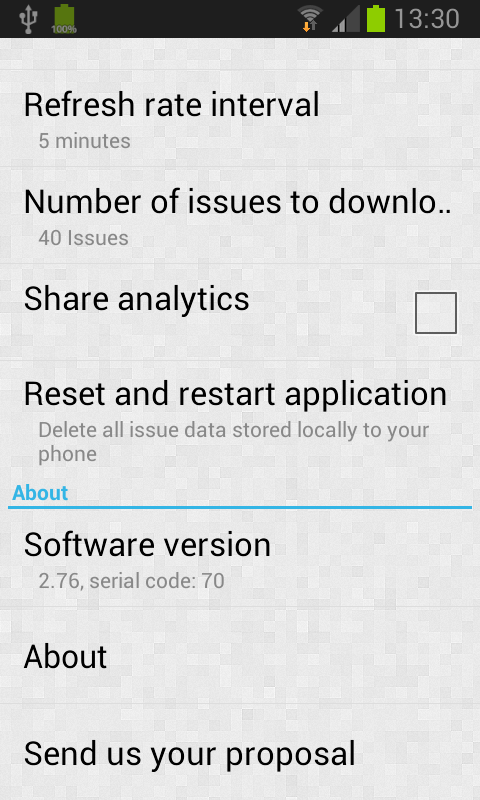 100%
13:30
Refresh rate interval
5 minutes
Number of issues to downlo..
40 Issues
Share analytics
Reset and restart application
Delete all issue data stored locally to your
phone
About
Software version
2.76, serial code: 70
About
Send us your proposal